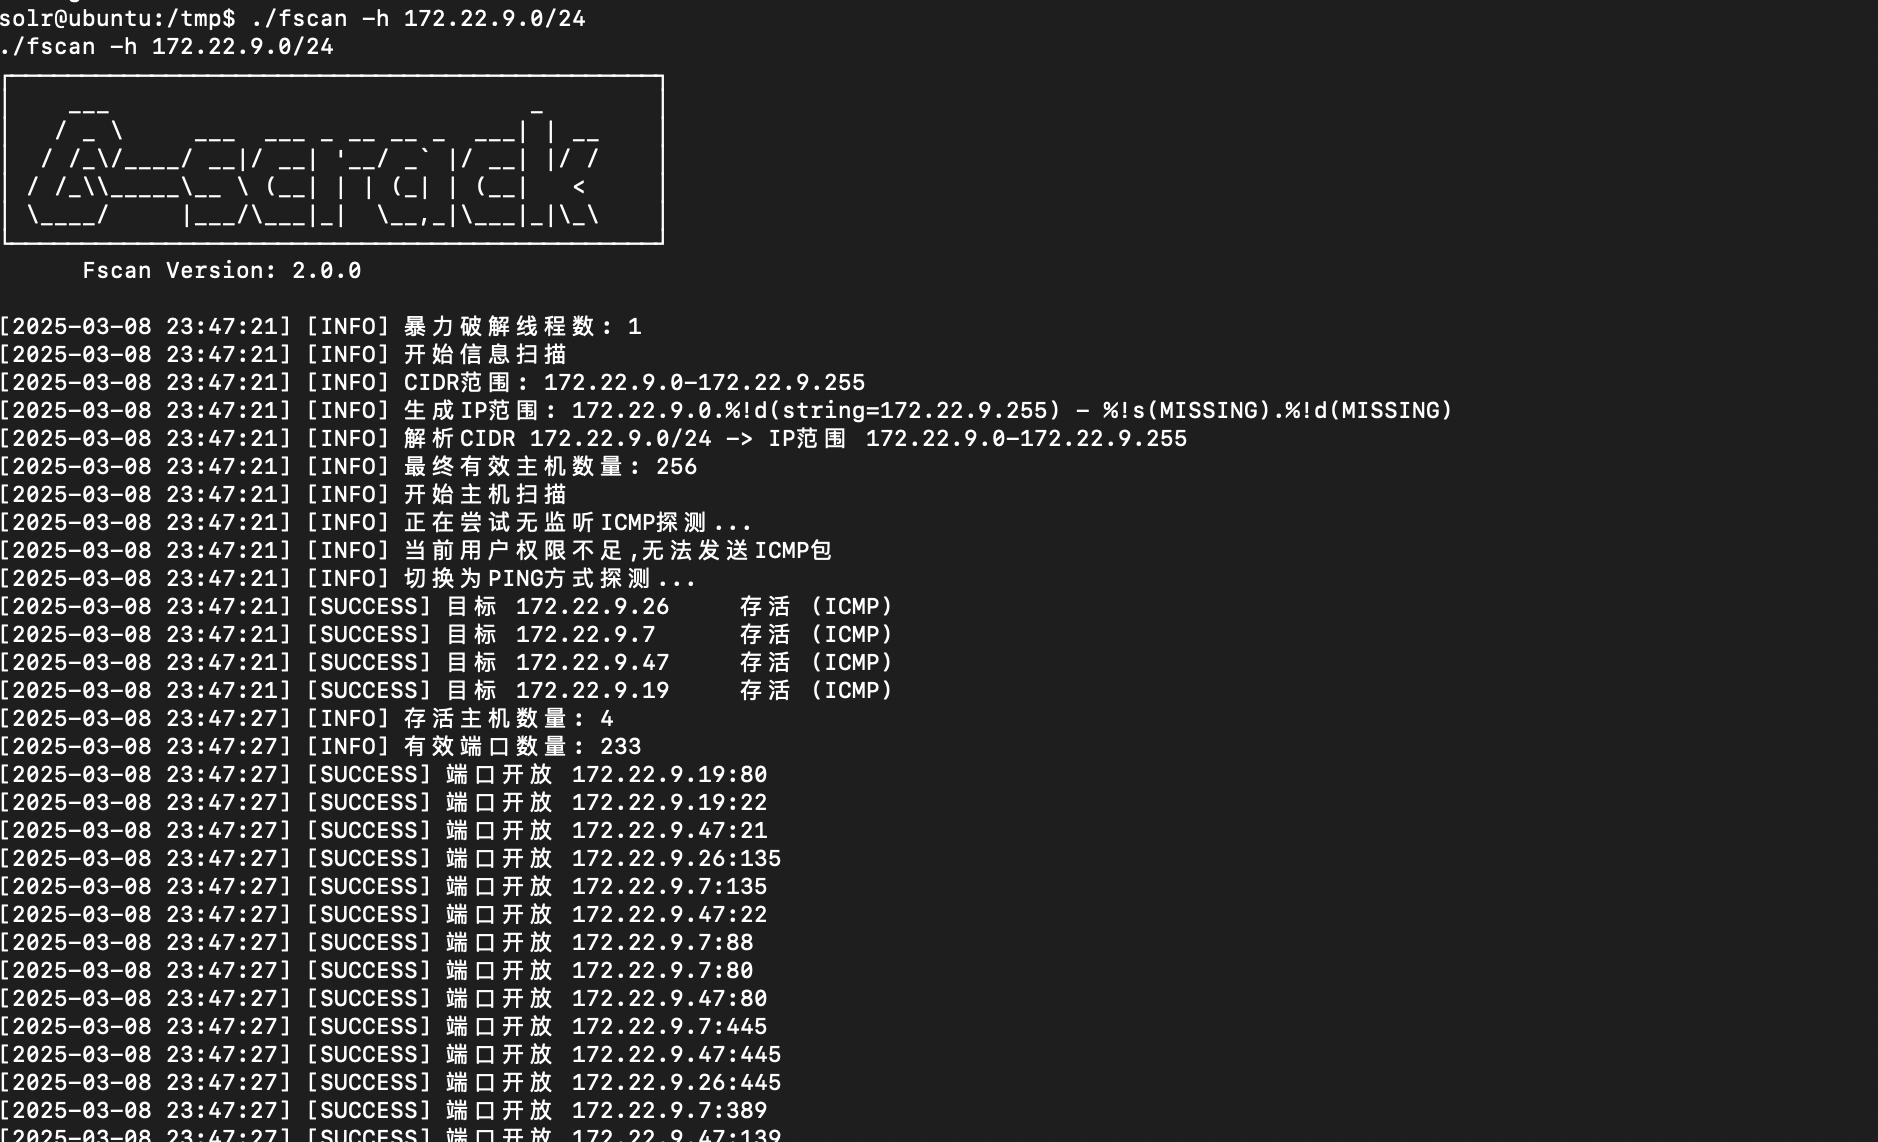 solr@ubuntu:/tmp$ ./fscan -h 172.22.9.0/24
./fscan -h 172.22.9.0/24
┌──────────────────────────────────────────────┐
│    ___                              _        │
│   / _ \     ___  ___ _ __ __ _  ___| | __    │
│  / /_\/____/ __|/ __| '__/ _` |/ __| |/ /    │
│ / /_\\_____\__ \ (__| | | (_| | (__|   <     │
│ \____/     |___/\___|_|  \__,_|\___|_|\_\    │
└──────────────────────────────────────────────┘
      Fscan Version: 2.0.0
[2025-03-08 23:47:21] [INFO] 暴力破解线程数: 1
[2025-03-08 23:47:21] [INFO] 开始信息扫描
[2025-03-08 23:47:21] [INFO] CIDR范围: 172.22.9.0-172.22.9.255
[2025-03-08 23:47:21] [INFO] 生成IP范围: 172.22.9.0.%!d(string=172.22.9.255) - %!s(MISSING).%!d(MISSING)
[2025-03-08 23:47:21] [INFO] 解析CIDR 172.22.9.0/24 -> IP范围 172.22.9.0-172.22.9.255
[2025-03-08 23:47:21] [INFO] 最终有效主机数量: 256
[2025-03-08 23:47:21] [INFO] 开始主机扫描
[2025-03-08 23:47:21] [INFO] 正在尝试无监听ICMP探测...
[2025-03-08 23:47:21] [INFO] 当前用户权限不足,无法发送ICMP包
[2025-03-08 23:47:21] [INFO] 切换为PING方式探测...
[2025-03-08 23:47:21] [SUCCESS] 目标 172.22.9.26     存活 (ICMP)
[2025-03-08 23:47:21] [SUCCESS] 目标 172.22.9.7      存活 (ICMP)
[2025-03-08 23:47:21] [SUCCESS] 目标 172.22.9.47     存活 (ICMP)
[2025-03-08 23:47:21] [SUCCESS] 目标 172.22.9.19     存活 (ICMP)
[2025-03-08 23:47:27] [INFO] 存活主机数量: 4
[2025-03-08 23:47:27] [INFO] 有效端口数量: 233
[2025-03-08 23:47:27] [SUCCESS] 端口开放 172.22.9.19:80
[2025-03-08 23:47:27] [SUCCESS] 端口开放 172.22.9.19:22
[2025-03-08 23:47:27] [SUCCESS] 端口开放 172.22.9.47:21
[2025-03-08 23:47:27] [SUCCESS] 端口开放 172.22.9.26:135
[2025-03-08 23:47:27] [SUCCESS] 端口开放 172.22.9.7:135
[2025-03-08 23:47:27] [SUCCESS] 端口开放 172.22.9.47:22
[2025-03-08 23:47:27] [SUCCESS] 端口开放 172.22.9.7:88
[2025-03-08 23:47:27] [SUCCESS] 端口开放 172.22.9.7:80
[2025-03-08 23:47:27] [SUCCESS] 端口开放 172.22.9.47:80
[2025-03-08 23:47:27] [SUCCESS] 端口开放 172.22.9.7:445
[2025-03-08 23:47:27] [SUCCESS] 端口开放 172.22.9.47:445
[2025-03-08 23:47:27] [SUCCESS] 端口开放 172.22.9.26:445
[2025-03-08 23:47:27] [SUCCESS] 端口开放 172.22.9.7:389
[2025-03-08 23:47:27] [SUCCESS] 端口开放 172.22.9.47:139